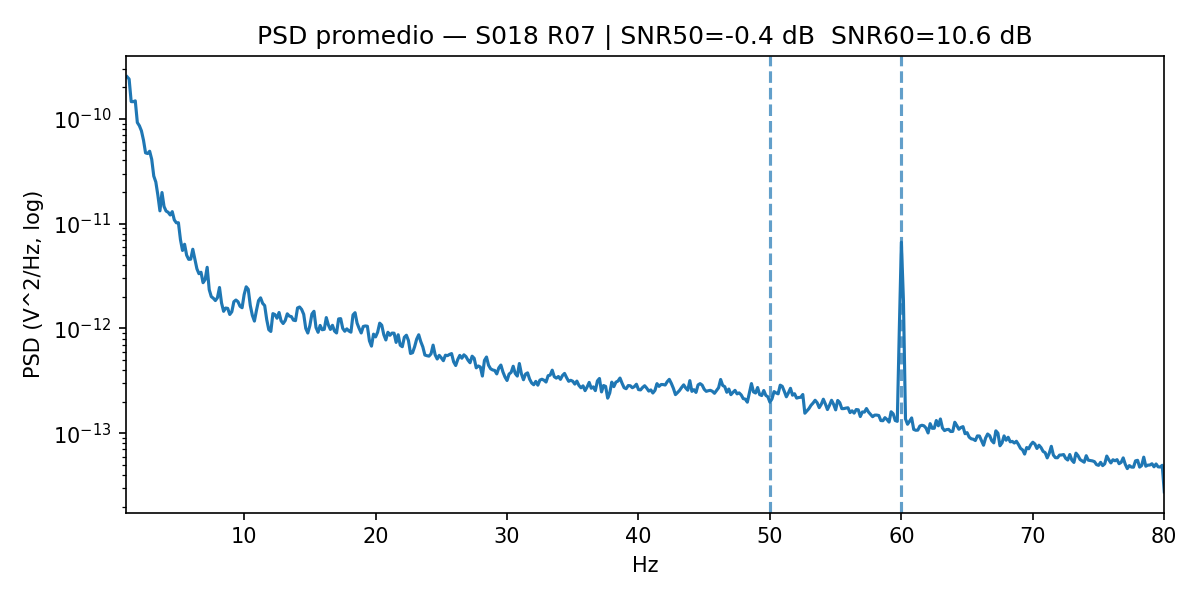 PSD promedio — S018 R07 | SNR50=-0.4 dB  SNR60=10.6 dB
PSD (V^2/Hz, log)
10⁻¹⁰
10⁻¹¹
10⁻¹²
10⁻¹³
10 20 30 40 50 60 70 80
Hz